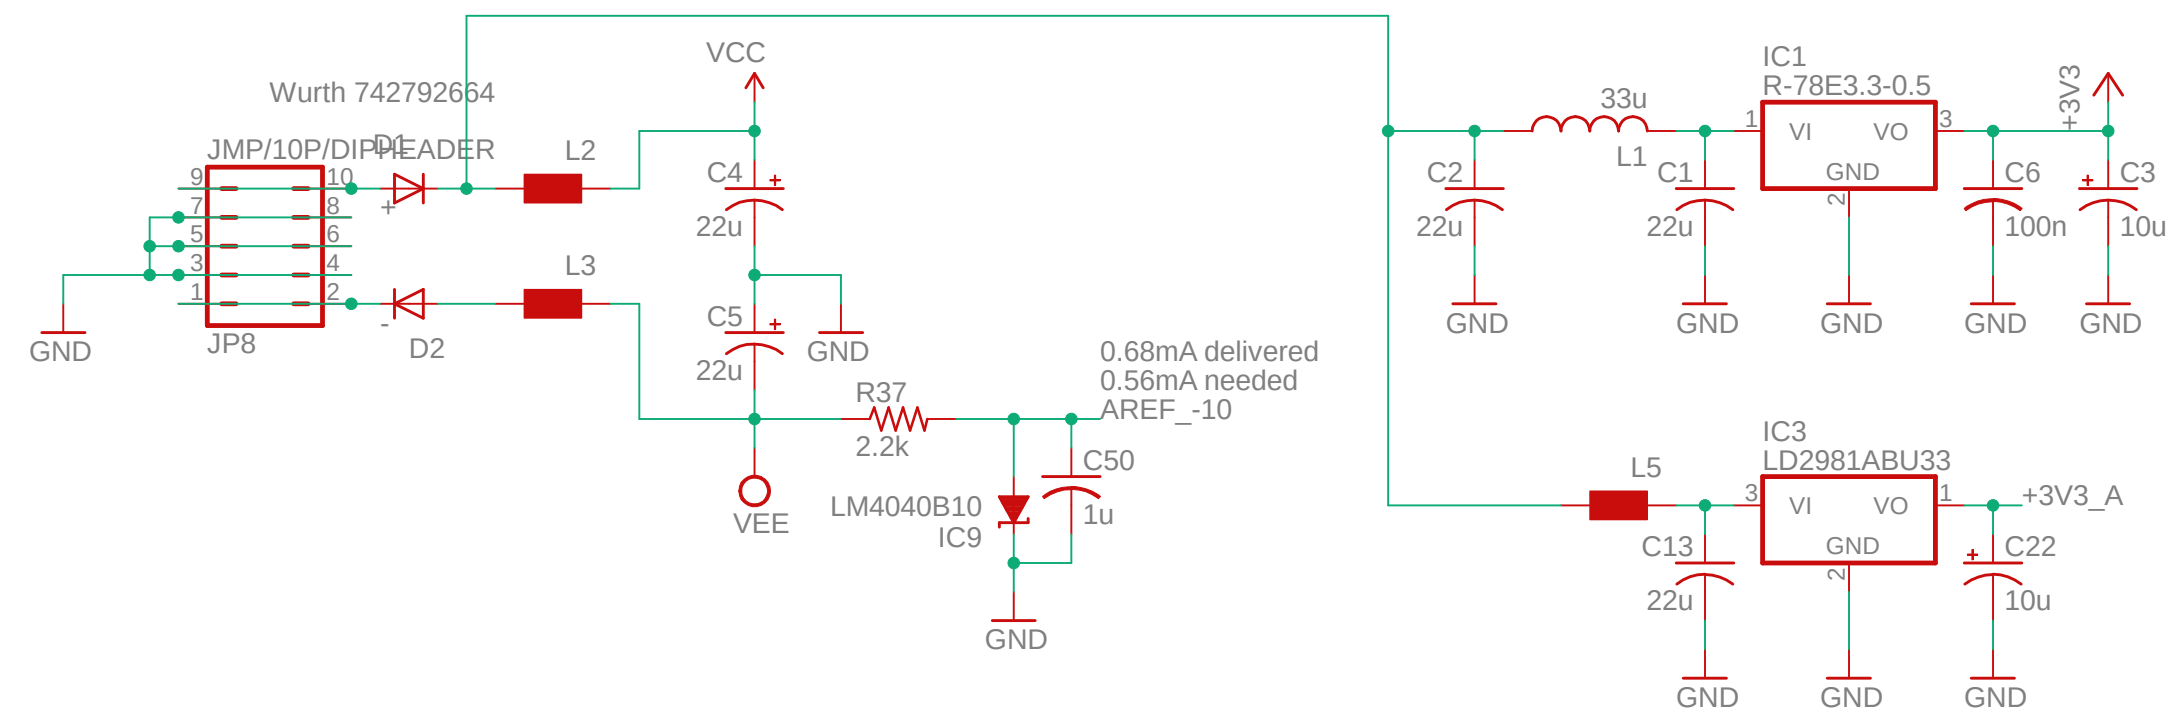 VCC
Wurth 742792664
D1
JMP/10P/DIPHEADER
9
10
7
8
5
6
3
4
1
2
JP8
GND
+
-
D2
L2
L3
C4
+
22u
C5
+
22u
GND
VEE
R37
2.2k
0.68mA delivered
0.56mA needed
AREF_-10
LM4040B10
IC9
C50
1u
GND
C2
22u
GND
33u
L1
C1
22u
GND
IC1
R-78E3.3-0.5
1
VI
VO
3
GND
2
GND
C6
100n
GND
+3V3
+
C3
10u
GND
L5
C13
22u
GND
IC3
LD2981ABU33
3
VI
VO
1
GND
2
GND
+3V3_A
+
C22
10u
GND